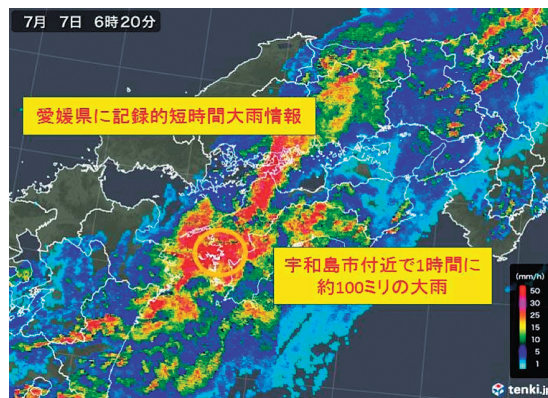 7月 7日 6時20分
愛媛県に記録的短時間大雨情報
宇和島市付近で1時間に
約100ミリの大雨
(mm/h)
50
30
25
20
15
10
5
1
tenki.jp